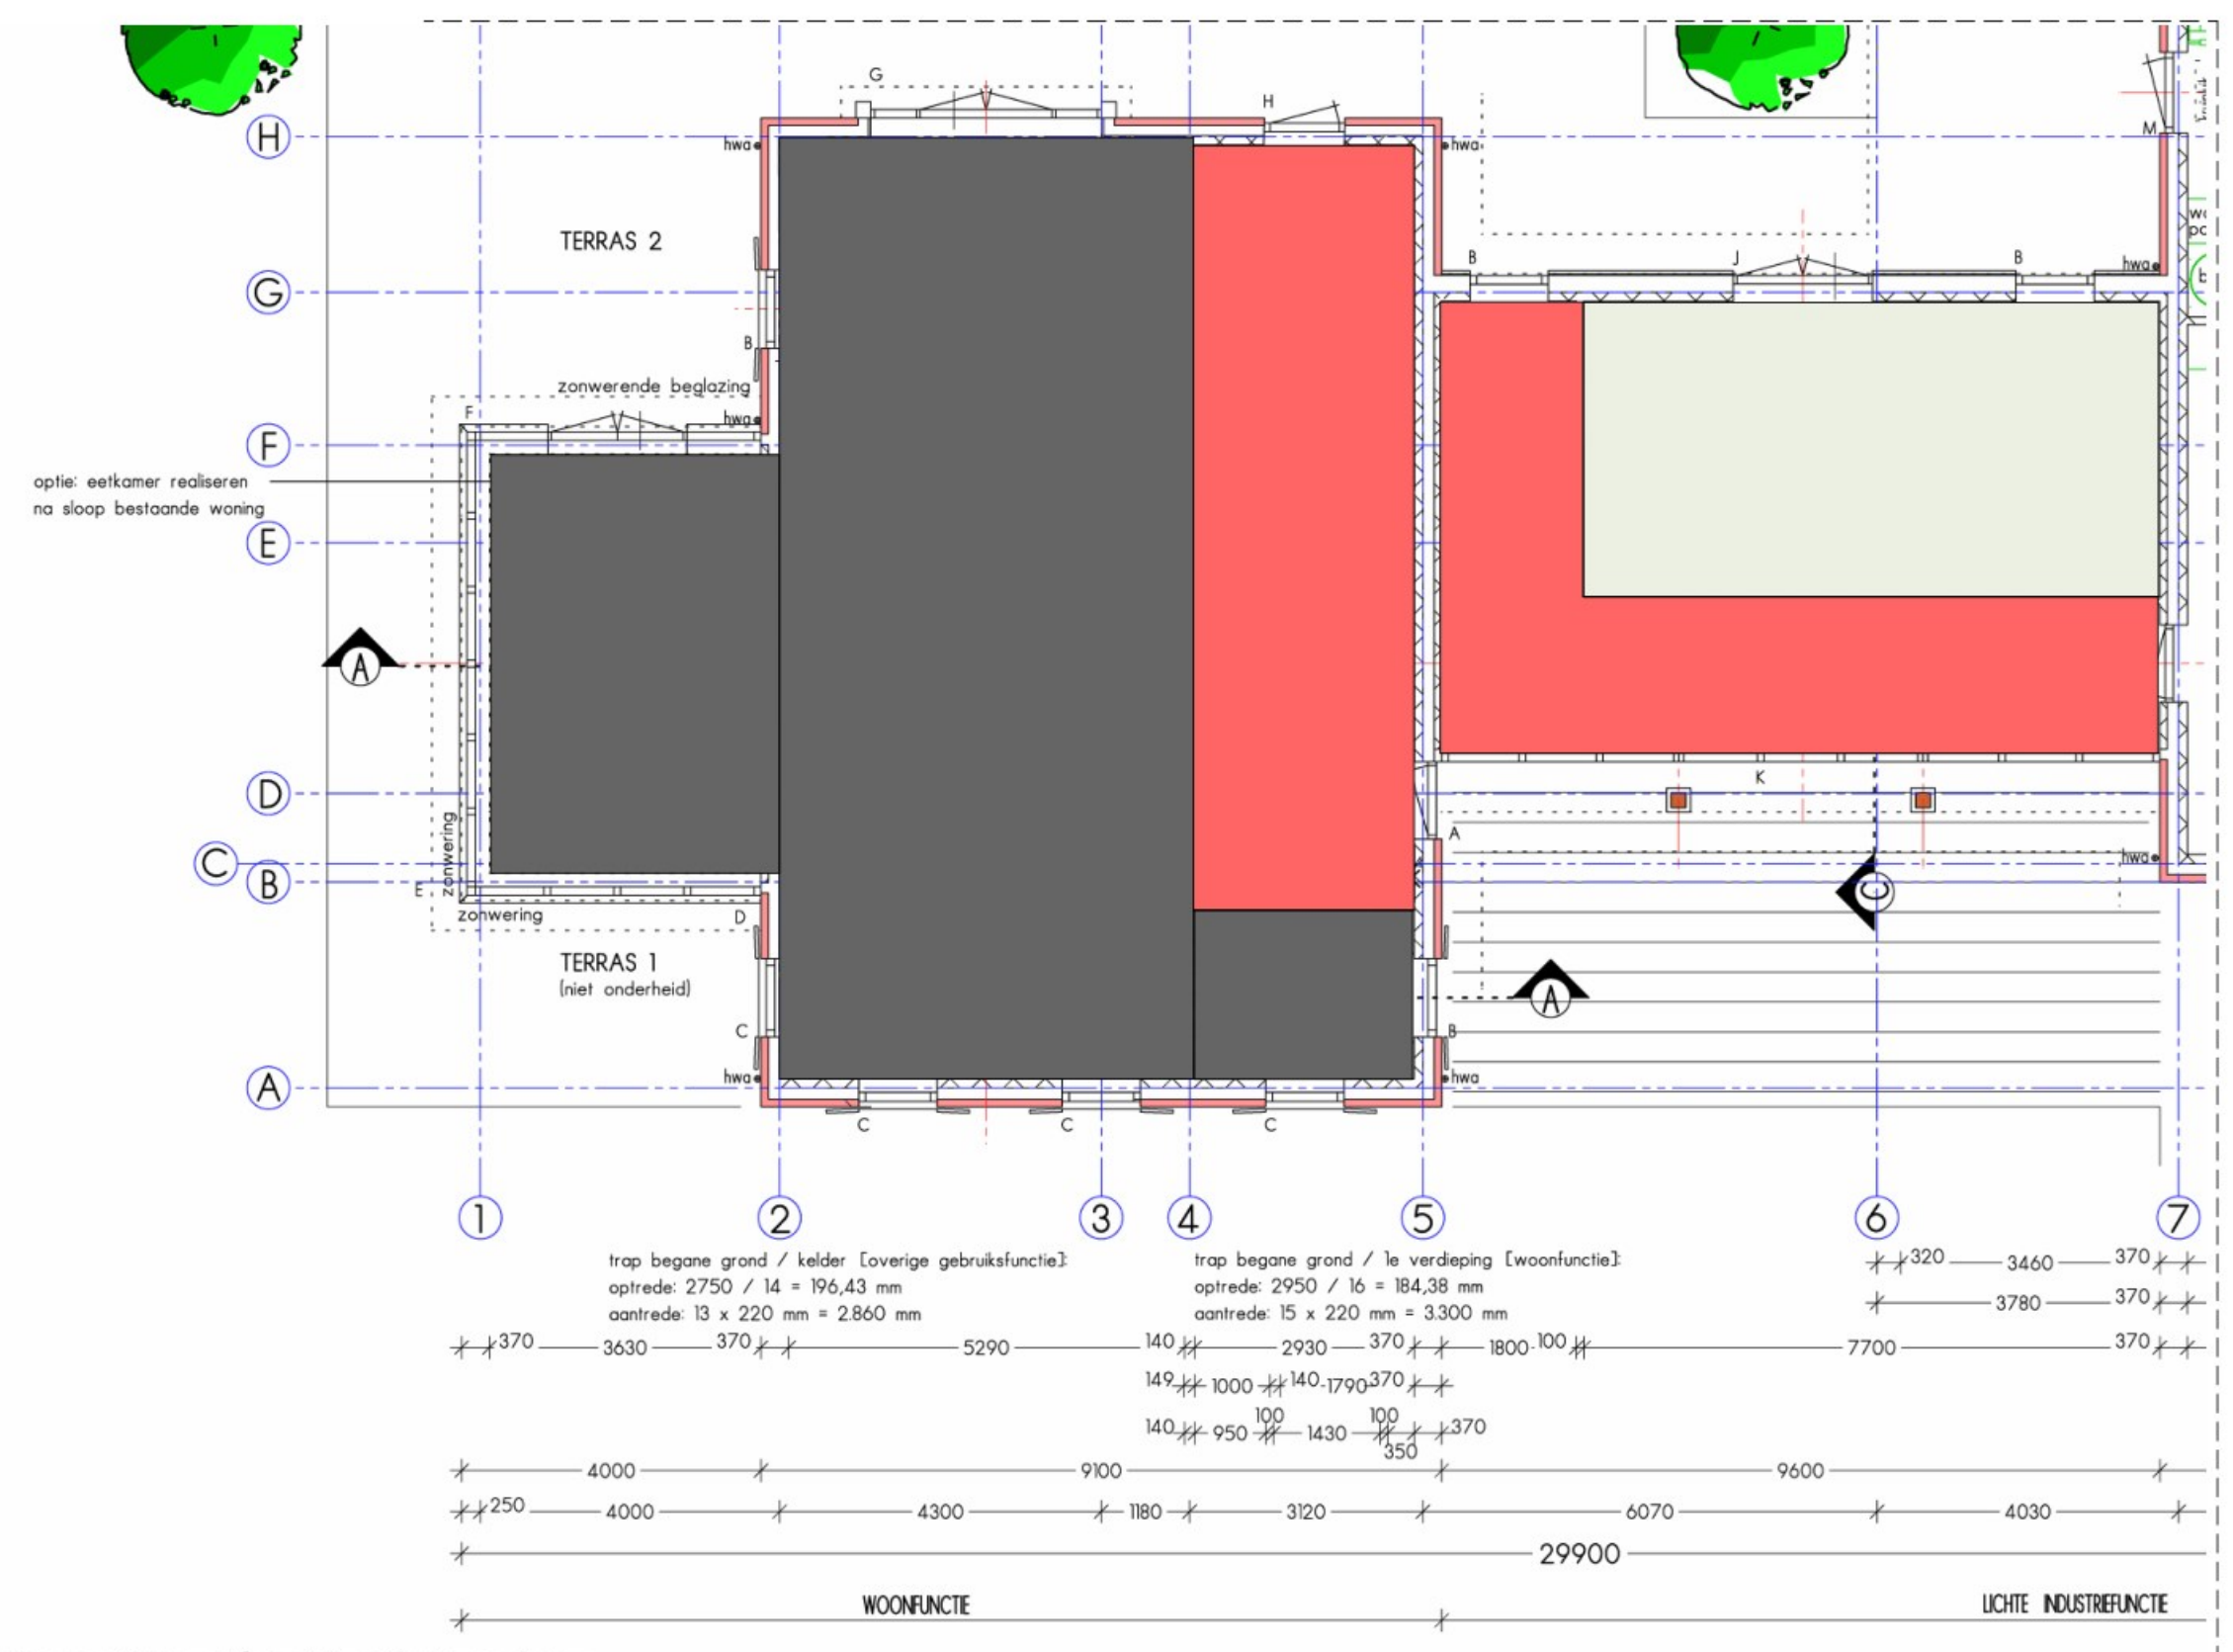 G
H
H
hwa
hwa
M
TERRAS 2
B
J
B
hwa
G
B
zonwerende beglazing
F
hwa
F
optie: eetkamer realiseren
na sloop bestaande woning
E
A
K
D
zonwering
A
C
hwa
B
E
C
zonwering
D
TERRAS 1
(niet onderheid)
A
C
B
hwa
hwa
A
C
C
C
1
2
3
4
5
6
7
trap begane grond / kelder [overige gebruiksfunctie]:
optrede: 2750 / 14 = 196,43 mm
aantrede: 13 x 220 mm = 2.860 mm
trap begane grond / 1e verdieping [woonfunctie]:
optrede: 2950 / 16 = 184,38 mm
aantrede: 15 x 220 mm = 3.300 mm
320 3460 370
3780 370
370 3630 370 5290 140 2930 370 1800 100 7700 370
149 1000 140 1790 370
140 950 100 1430 100 350 370
4000 9100 9600
250 4000 4300 1180 3120 6070 4030
29900
WOONFUNCTIE LICHTE INDUSTRIEFUNCTIE